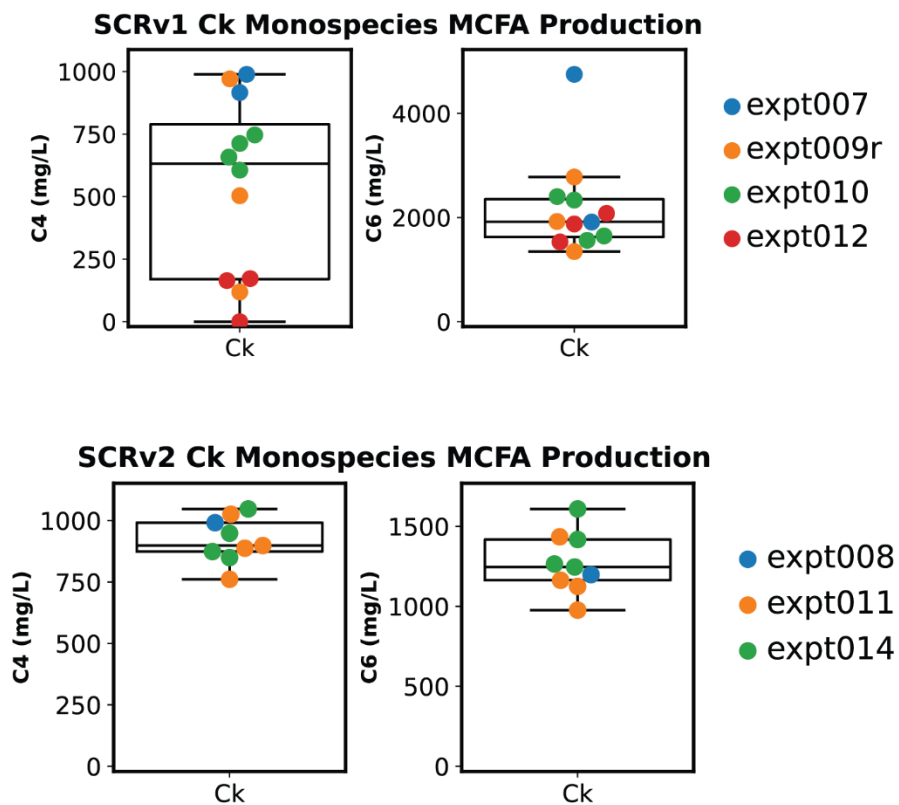 SCRv1 Ck Monospecies MCFA Production
C4 (mg/L)
1000
750
500
250
0
Ck
C6 (mg/L)
4000
2000
0
Ck
expt007
expt009r
expt010
expt012
SCRv2 Ck Monospecies MCFA Production
C4 (mg/L)
1000
750
500
250
0
Ck
C6 (mg/L)
1500
1000
500
0
Ck
expt008
expt011
expt014